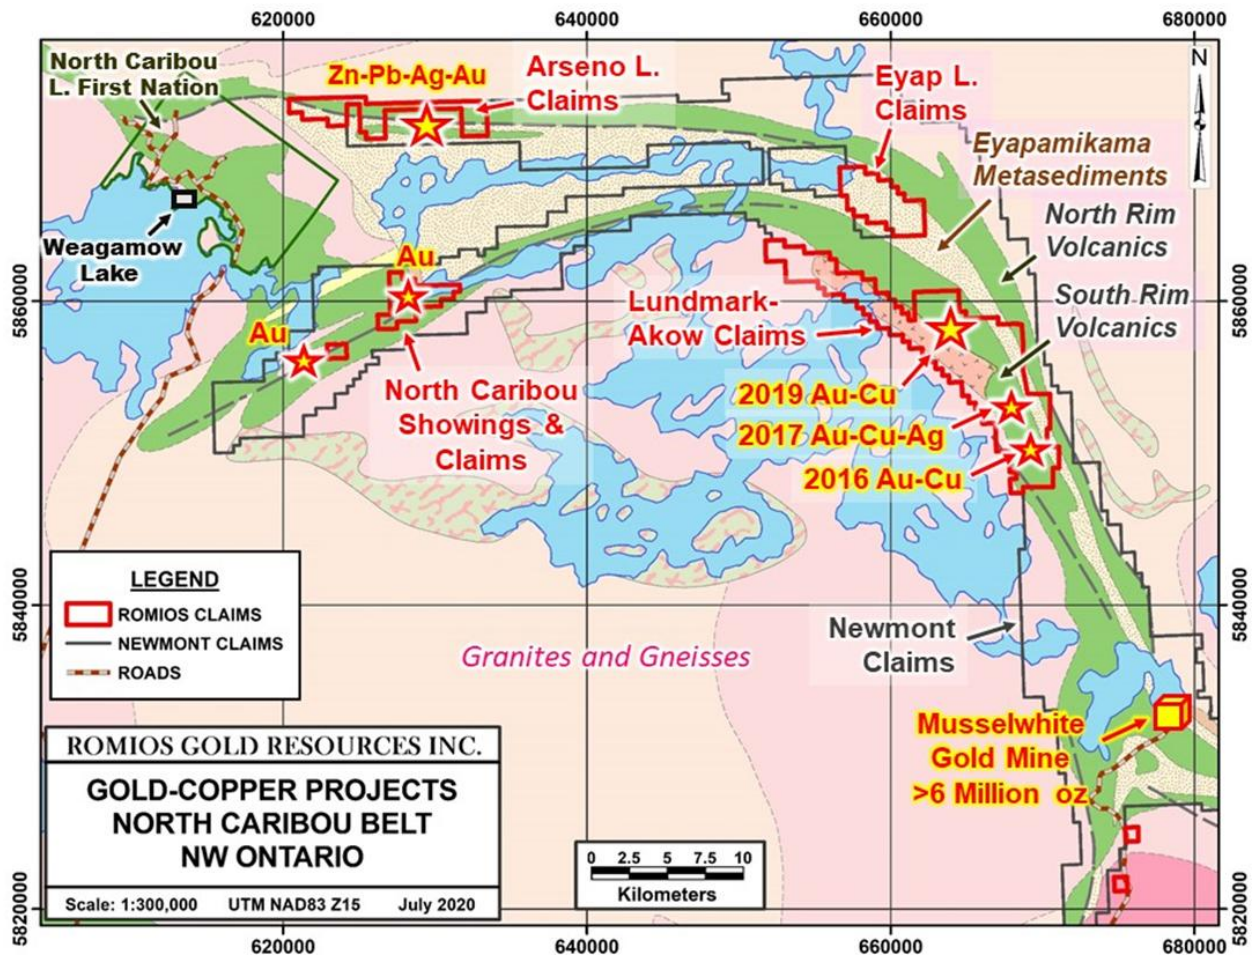 620000
640000
660000
680000
North Caribou
L. First Nation
Zn-Pb-Ag-Au
Arseno L.
Claims
Eyap L.
Claims
N
Eyapamikama
Metasediments
North Rim
Volcanics
South Rim
Volcanics
Weagamow
Lake
Au
Au
5860000
5860000
Lundmark-
Akow Claims
North Caribou
Showings &
Claims
2019 Au-Cu
2017 Au-Cu-Ag
2016 Au-Cu
LEGEND
ROMIOS CLAIMS
NEWMONT CLAIMS
ROADS
5840000
5840000
Granites and Gneisses
Newmont
Claims
Musselwhite
Gold Mine
>6 Million oz
ROMIOS GOLD RESOURCES INC.
GOLD-COPPER PROJECTS
NORTH CARIBOU BELT
NW ONTARIO
Scale: 1:300,000 UTM NAD83 Z15 July 2020
0 2.5 5 7.5 10
Kilometers
5820000
5820000
620000
640000
660000
680000